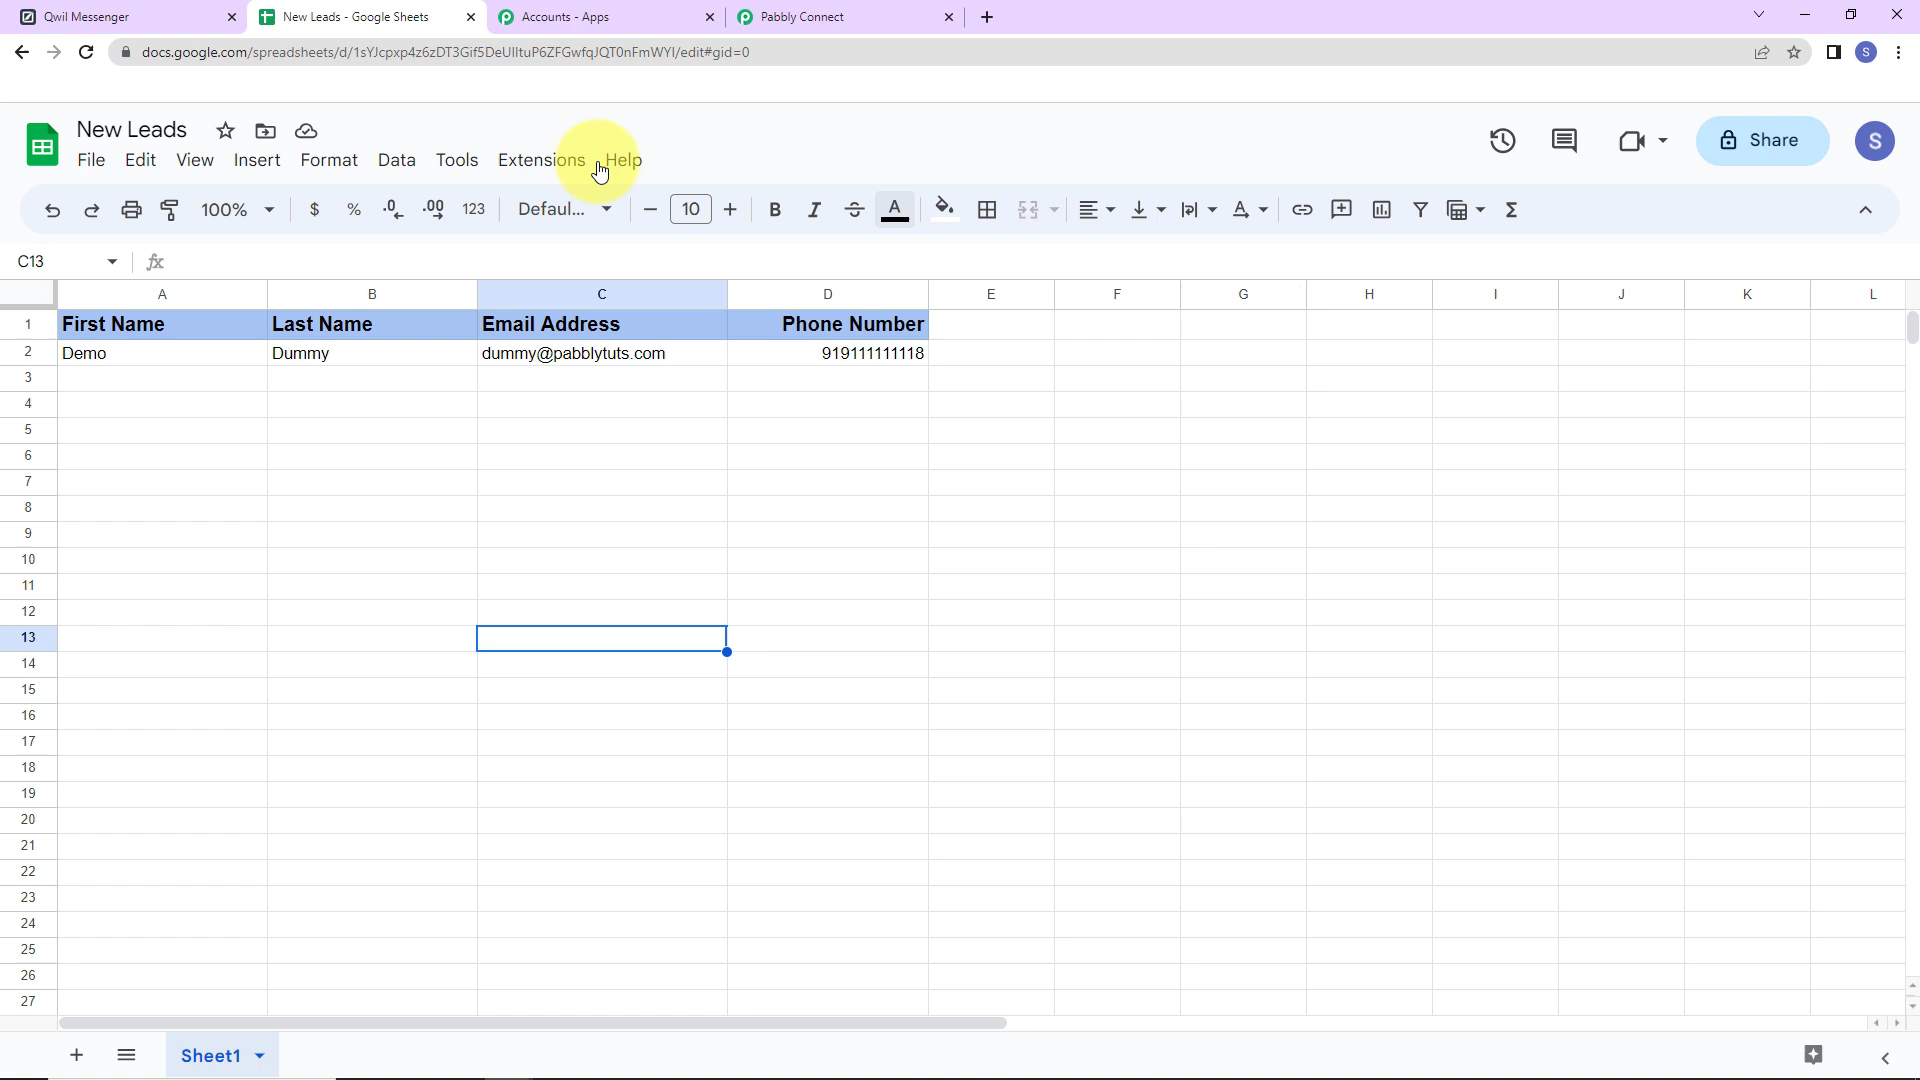 Qwil Messenger
New Leads - Google Sheets
Accounts - Apps
Pabbly Connect
docs.google.com/spreadsheets/d/1sYJcpxp4z6zDT3Gif5DeUIltuP6ZFGwfqJQT0nFmWYI/edit#gid=0
S
New Leads
File Edit View Insert Format Data Tools Extensions Help
Share
S
100% $ % .0 .00 123 Defaul... 10 B I A
C13 fx
A B C D E F G H I J K L
1 First Name Last Name Email Address Phone Number
2 Demo Dummy dummy@pabblytuts.com 919111111118
3
4
5
6
7
8
9
10
11
12
13
14
15
16
17
18
19
20
21
22
23
24
25
26
27
Sheet1